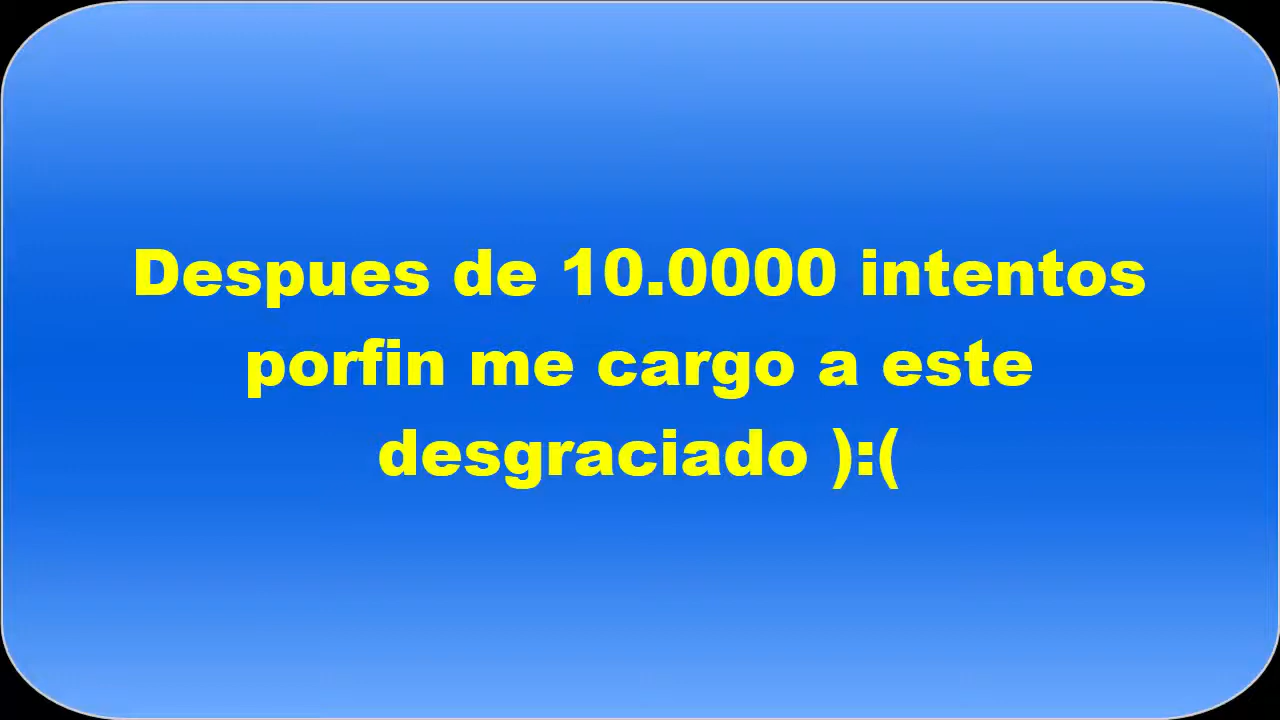 Despues de 10.0000 intentos
porfin me cargo a este
desgraciado ):(